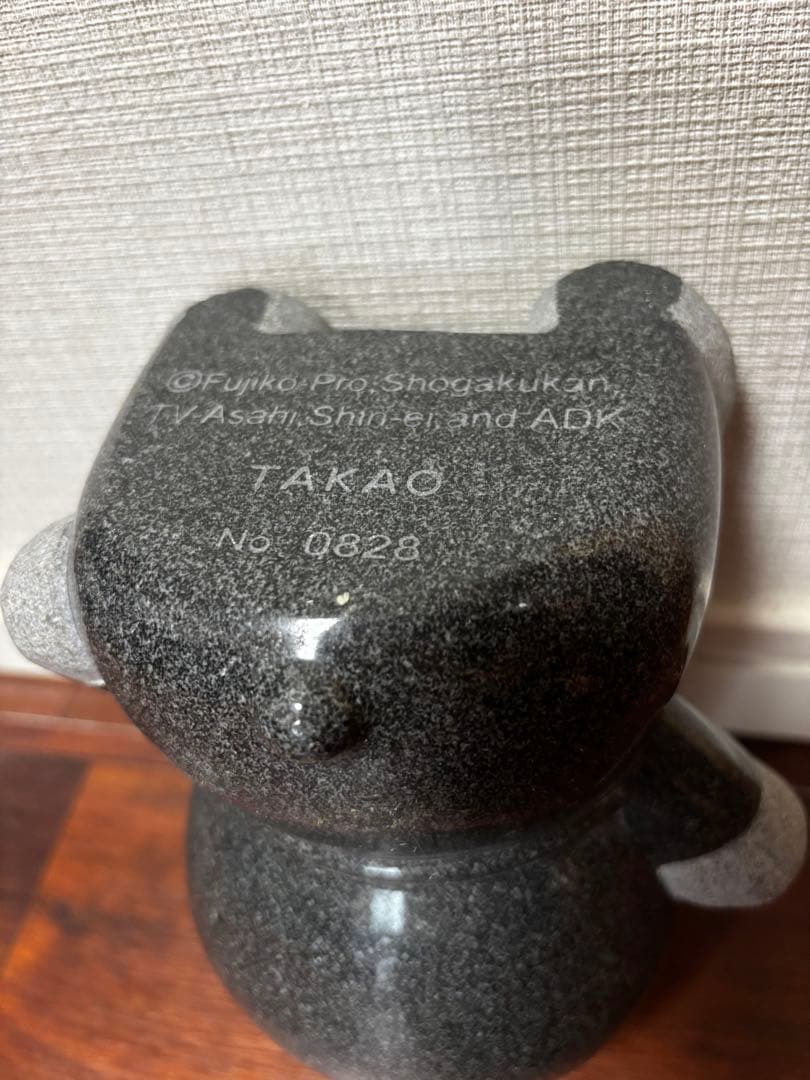 ©Fujiko-Pro,Shogakukan,
TV-Asahi,Shin-ei,and ADK
TAKAO
No 0828